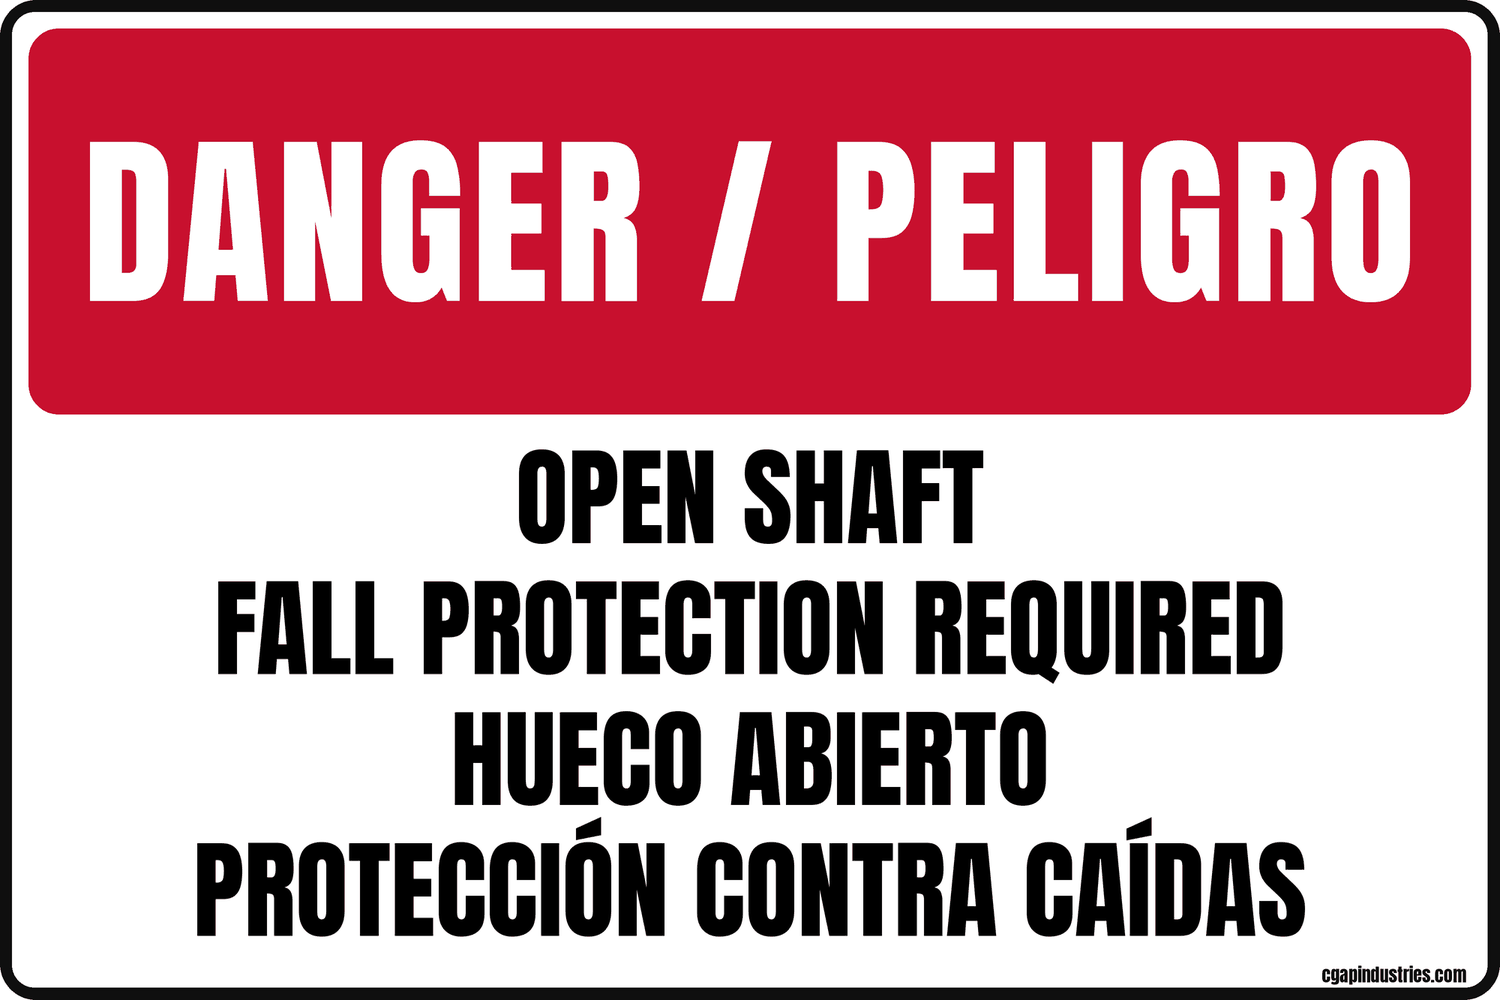 DANGER / PELIGRO
OPEN SHAFT
FALL PROTECTION REQUIRED
HUECO ABIERTO
PROTECCIÓN CONTRA CAÍDAS
cgapindustries.com